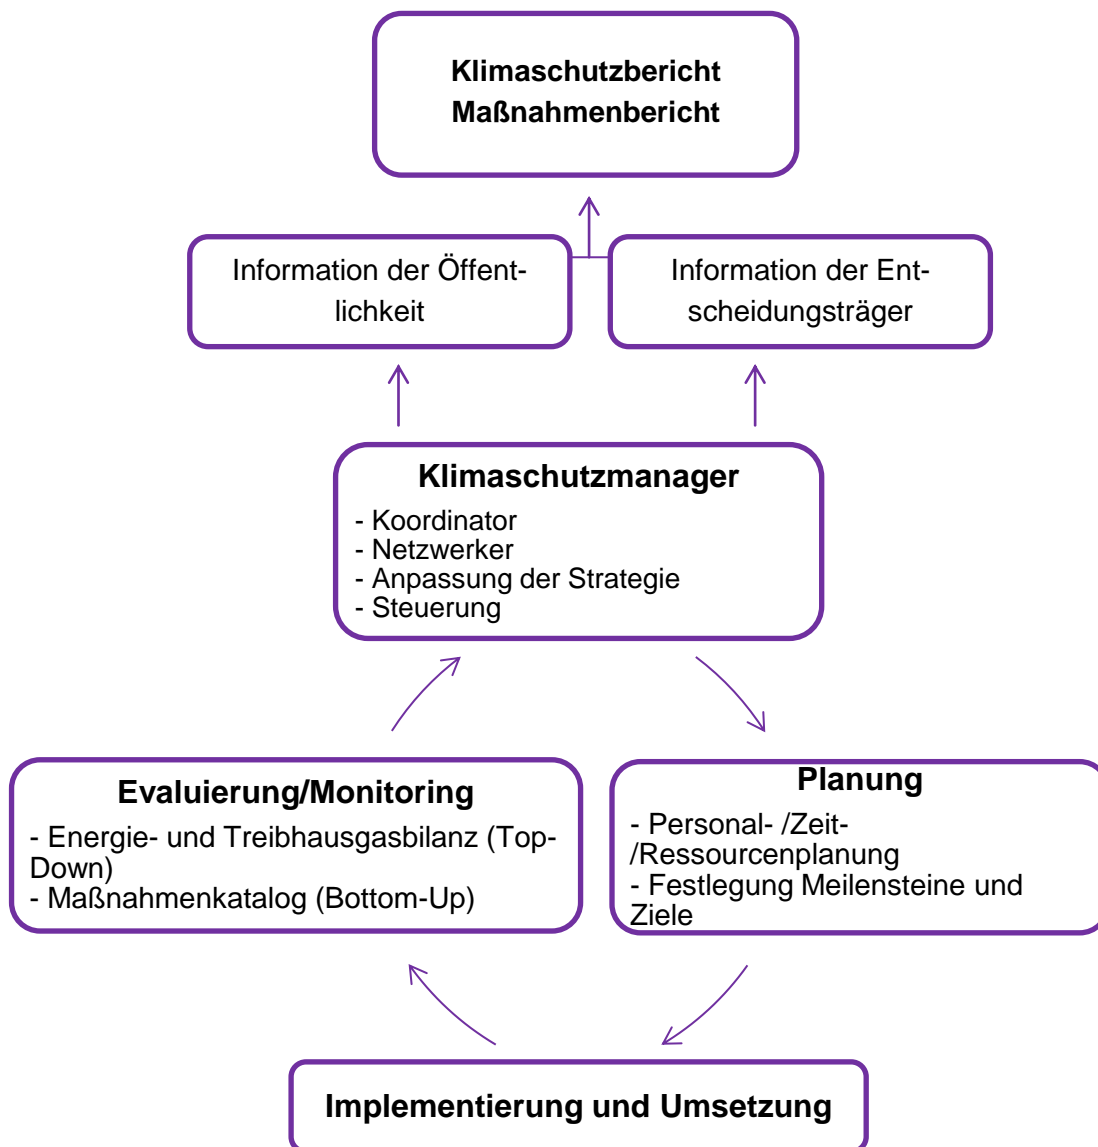 Klimaschutzbericht
Maßnahmenbericht
Information der Öffent-
lichkeit
Information der Ent-
scheidungsträger
Klimaschutzmanager
- Koordinator
- Netzwerker
- Anpassung der Strategie
- Steuerung
Evaluierung/Monitoring
- Energie- und Treibhausgasbilanz (Top-
Down)
- Maßnahmenkatalog (Bottom-Up)
Planung
- Personal- /Zeit-
/Ressourcenplanung
- Festlegung Meilensteine und
Ziele
Implementierung und Umsetzung